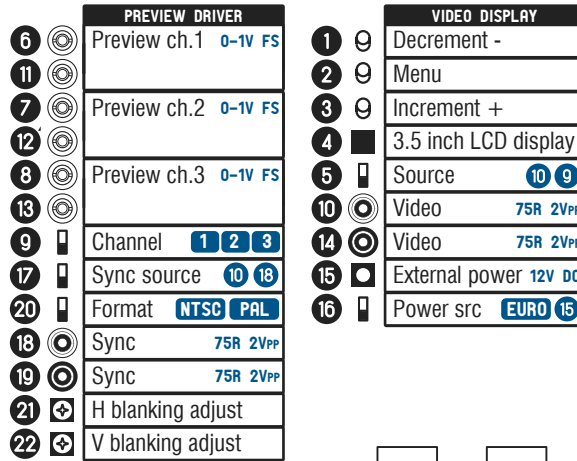 PREVIEW DRIVER
6 Preview ch.1 0-1V FS
11
7 Preview ch.2 0-1V FS
12
8 Preview ch.3 0-1V FS
13
9 Channel 1 2 3
17 Sync source 10 18
20 Format NTSC PAL
18 Sync 75R 2VPP
19 Sync 75R 2VPP
21 H blanking adjust
22 V blanking adjust
VIDEO DISPLAY
1 Decrement -
2 Menu
3 Increment +
4 3.5 inch LCD display
5 Source 10 9
10 Video 75R 2VPP
14 Video 75R 2VPP
15 External power 12V DC
16 Power src EURO 15